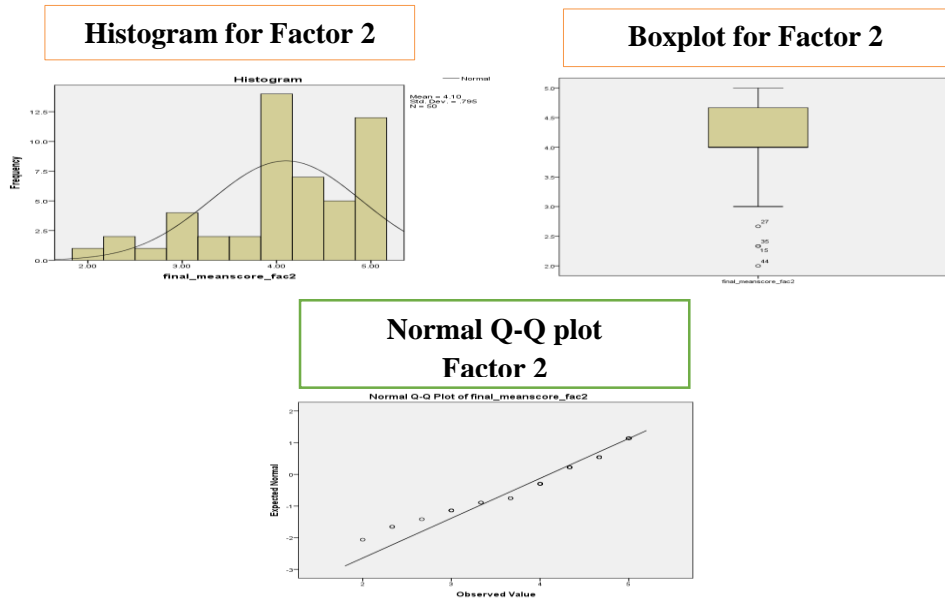 Histogram for Factor 2
Boxplot for Factor 2
Histogram
Normal
Mean = 4.10
Std. Dev. = .795
N = 50
Frequency
12.5
10.0
7.5
5.0
2.5
0.0
2.00 3.00 4.00 5.00
final_meanscore_fac2
5.0
4.5
4.0
3.5
3.0
2.5
2.0
27
35
15
44
final_meanscore_fac2
Normal Q-Q plot
Factor 2
Normal Q-Q Plot of final_meanscore_fac2
Expected Normal
2
1
0
-1
-2
-3
2 3 4 5
Observed Value